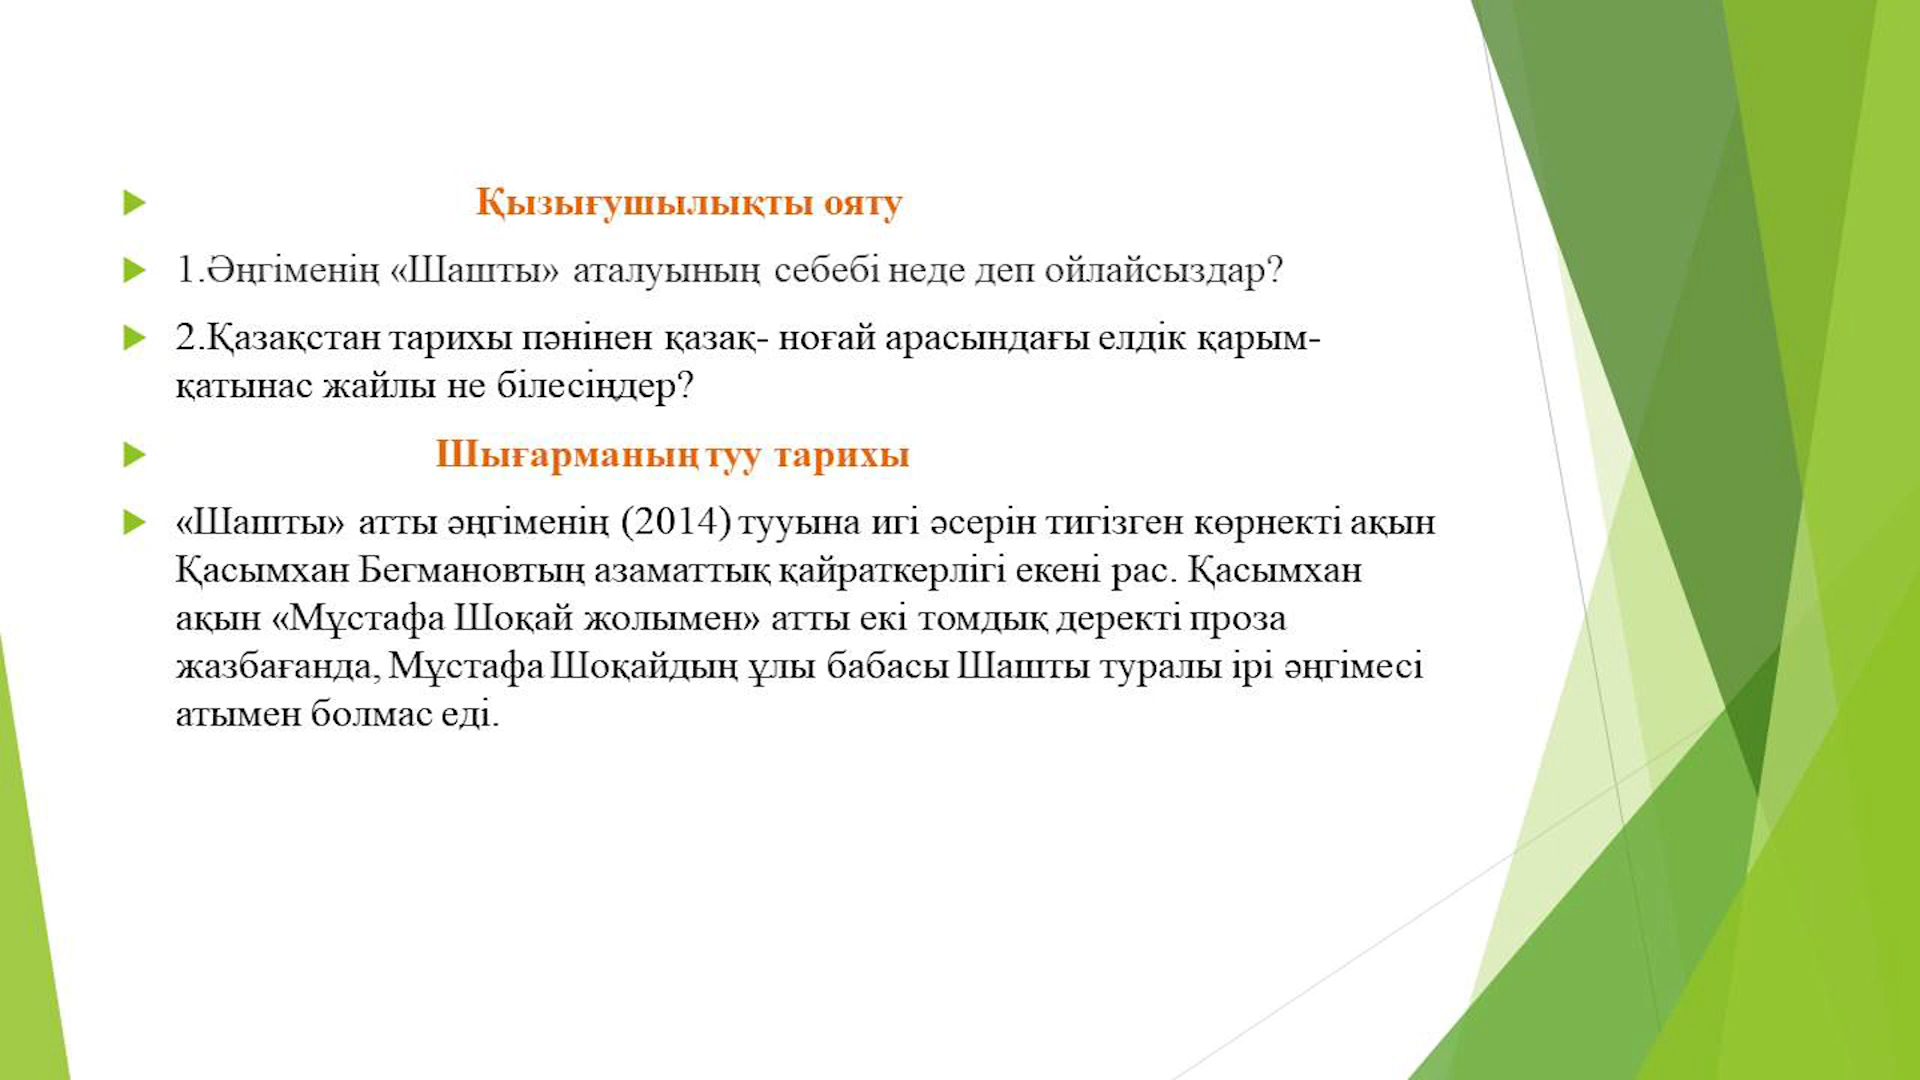 Қызығушылықты ояту
1.Әңгіменің «Шашты» аталуының себебі неде деп ойлайсыздар?
2.Қазақстан тарихы пәнінен қазақ- ноғай арасындағы елдік қарым-
қатынас жайлы не білесіңдер?
Шығарманың туу тарихы
«Шашты» атты әңгіменің (2014) тууына игі әсерін тигізген көрнекті ақын
Қасымхан Бегмановтың азаматтық қайраткерлігі екені рас. Қасымхан
ақын «Мұстафа Шоқай жолымен» атты екі томдық деректі проза
жазбағанда, Мұстафа Шоқайдың ұлы бабасы Шашты туралы ірі әңгімесі
атымен болмас еді.